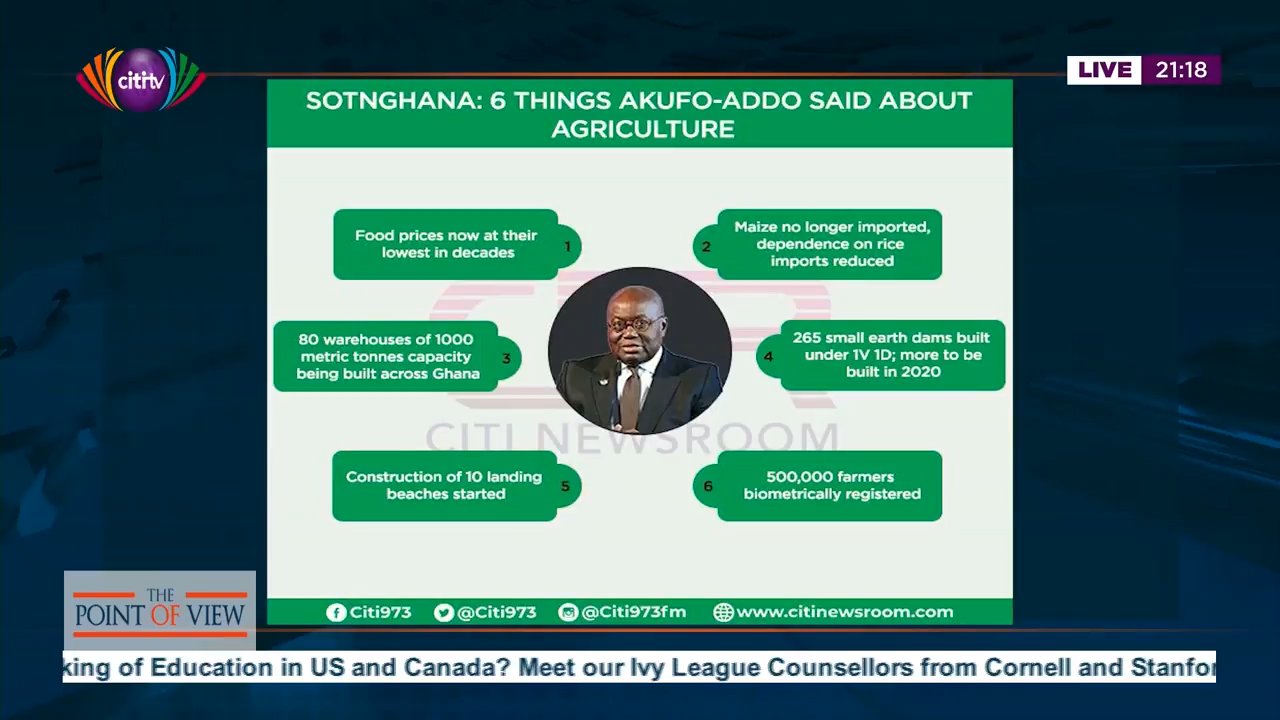 citi tv
LIVE 21:18
SOTNGHANA: 6 THINGS AKUFO-ADDO SAID ABOUT
AGRICULTURE
Food prices now at their
lowest in decades
1
2
Maize no longer imported,
dependence on rice
imports reduced
80 warehouses of 1000
metric tonnes capacity
being built across Ghana
3
4
265 small earth dams built
under 1V 1D; more to be
built in 2020
CITI NEWSROOM
Construction of 10 landing
beaches started
5
6
500,000 farmers
biometrically registered
THE
POINT OF VIEW
Citi973 @Citi973 @Citi973fm www.citinewsroom.com
king of Education in US and Canada? Meet our Ivy League Counsellors from Cornell and Stanfor